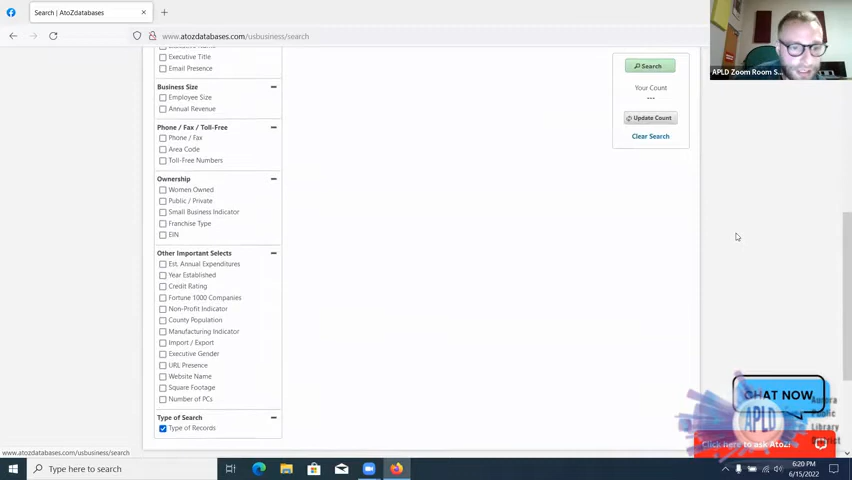 Search | AtoZdatabases
www.atozdatabases.com/usbusiness/search
APLD Zoom Room S...
Executive Title
Email Presence
Business Size
Employee Size
Annual Revenue
Phone / Fax / Toll-Free
Phone / Fax
Area Code
Toll-Free Numbers
Ownership
Women Owned
Public / Private
Small Business Indicator
Franchise Type
EIN
Other Important Selects
Est. Annual Expenditures
Year Established
Credit Rating
Fortune 1000 Companies
Non-Profit Indicator
County Population
Manufacturing Indicator
Import / Export
Executive Gender
URL Presence
Website Name
Square Footage
Number of PCs
Type of Search
Type of Records
Search
Your Count
---
Update Count
Clear Search
CHAT NOW
APLD
Aurora
Public
Library
District
Click here to ask AtoZ!
www.atozdatabases.com/usbusiness/search
Type here to search
6:20 PM
6/15/2022